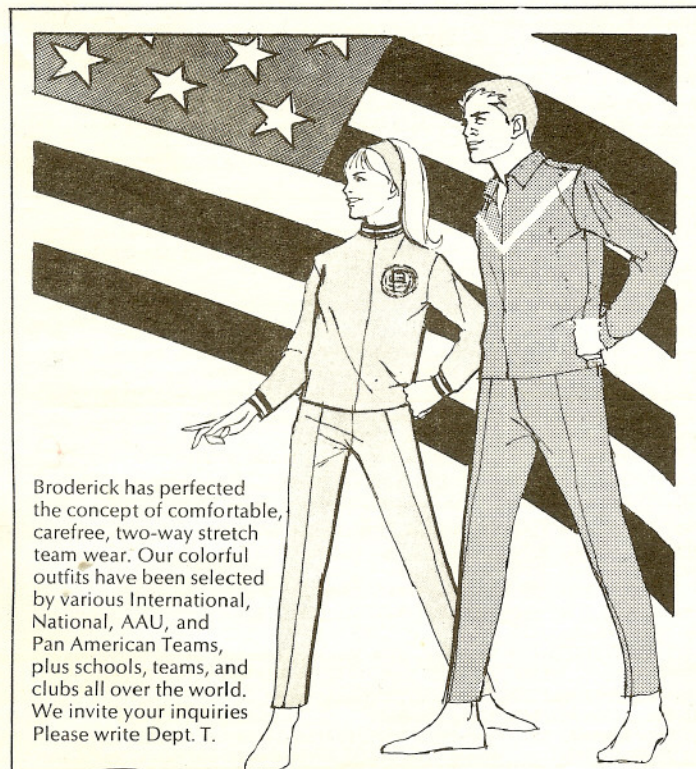 Broderick has perfected
the concept of comfortable,
carefree, two-way stretch
team wear. Our colorful
outfits have been selected
by various International,
National, AAU, and
Pan American Teams,
plus schools, teams, and
clubs all over the world.
We invite your inquiries
Please write Dept. T.